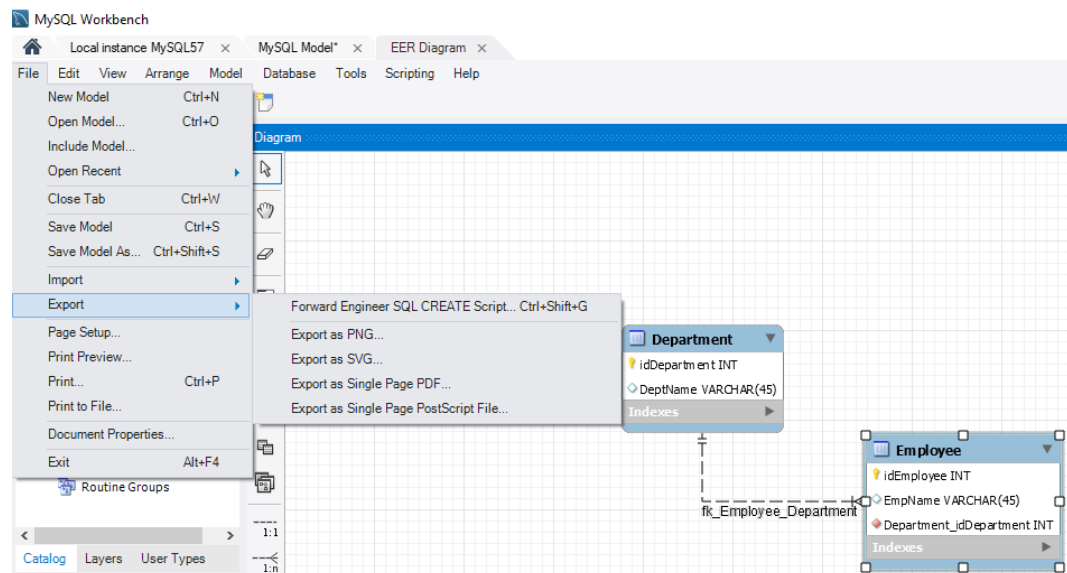 MySQL Workbench
Local instance MySQL57 × MySQL Model* × EER Diagram ×
File Edit View Arrange Model Database Tools Scripting Help
New Model Ctrl+N
Open Model... Ctrl+O
Include Model...
Open Recent
Close Tab Ctrl+W
Save Model Ctrl+S
Save Model As... Ctrl+Shift+S
Import
Export
Page Setup...
Print Preview...
Print... Ctrl+P
Print to File...
Document Properties...
Exit Alt+F4
Forward Engineer SQL CREATE Script... Ctrl+Shift+G
Export as PNG...
Export as SVG...
Export as Single Page PDF...
Export as Single Page PostScript File...
Diagram
Department
idDepartment INT
DeptName VARCHAR(45)
Indexes
fk_Employee_Department
Employee
idEmployee INT
EmpName VARCHAR(45)
Department_idDepartment INT
Indexes
Routine Groups
Catalog Layers User Types
1:1
1:n